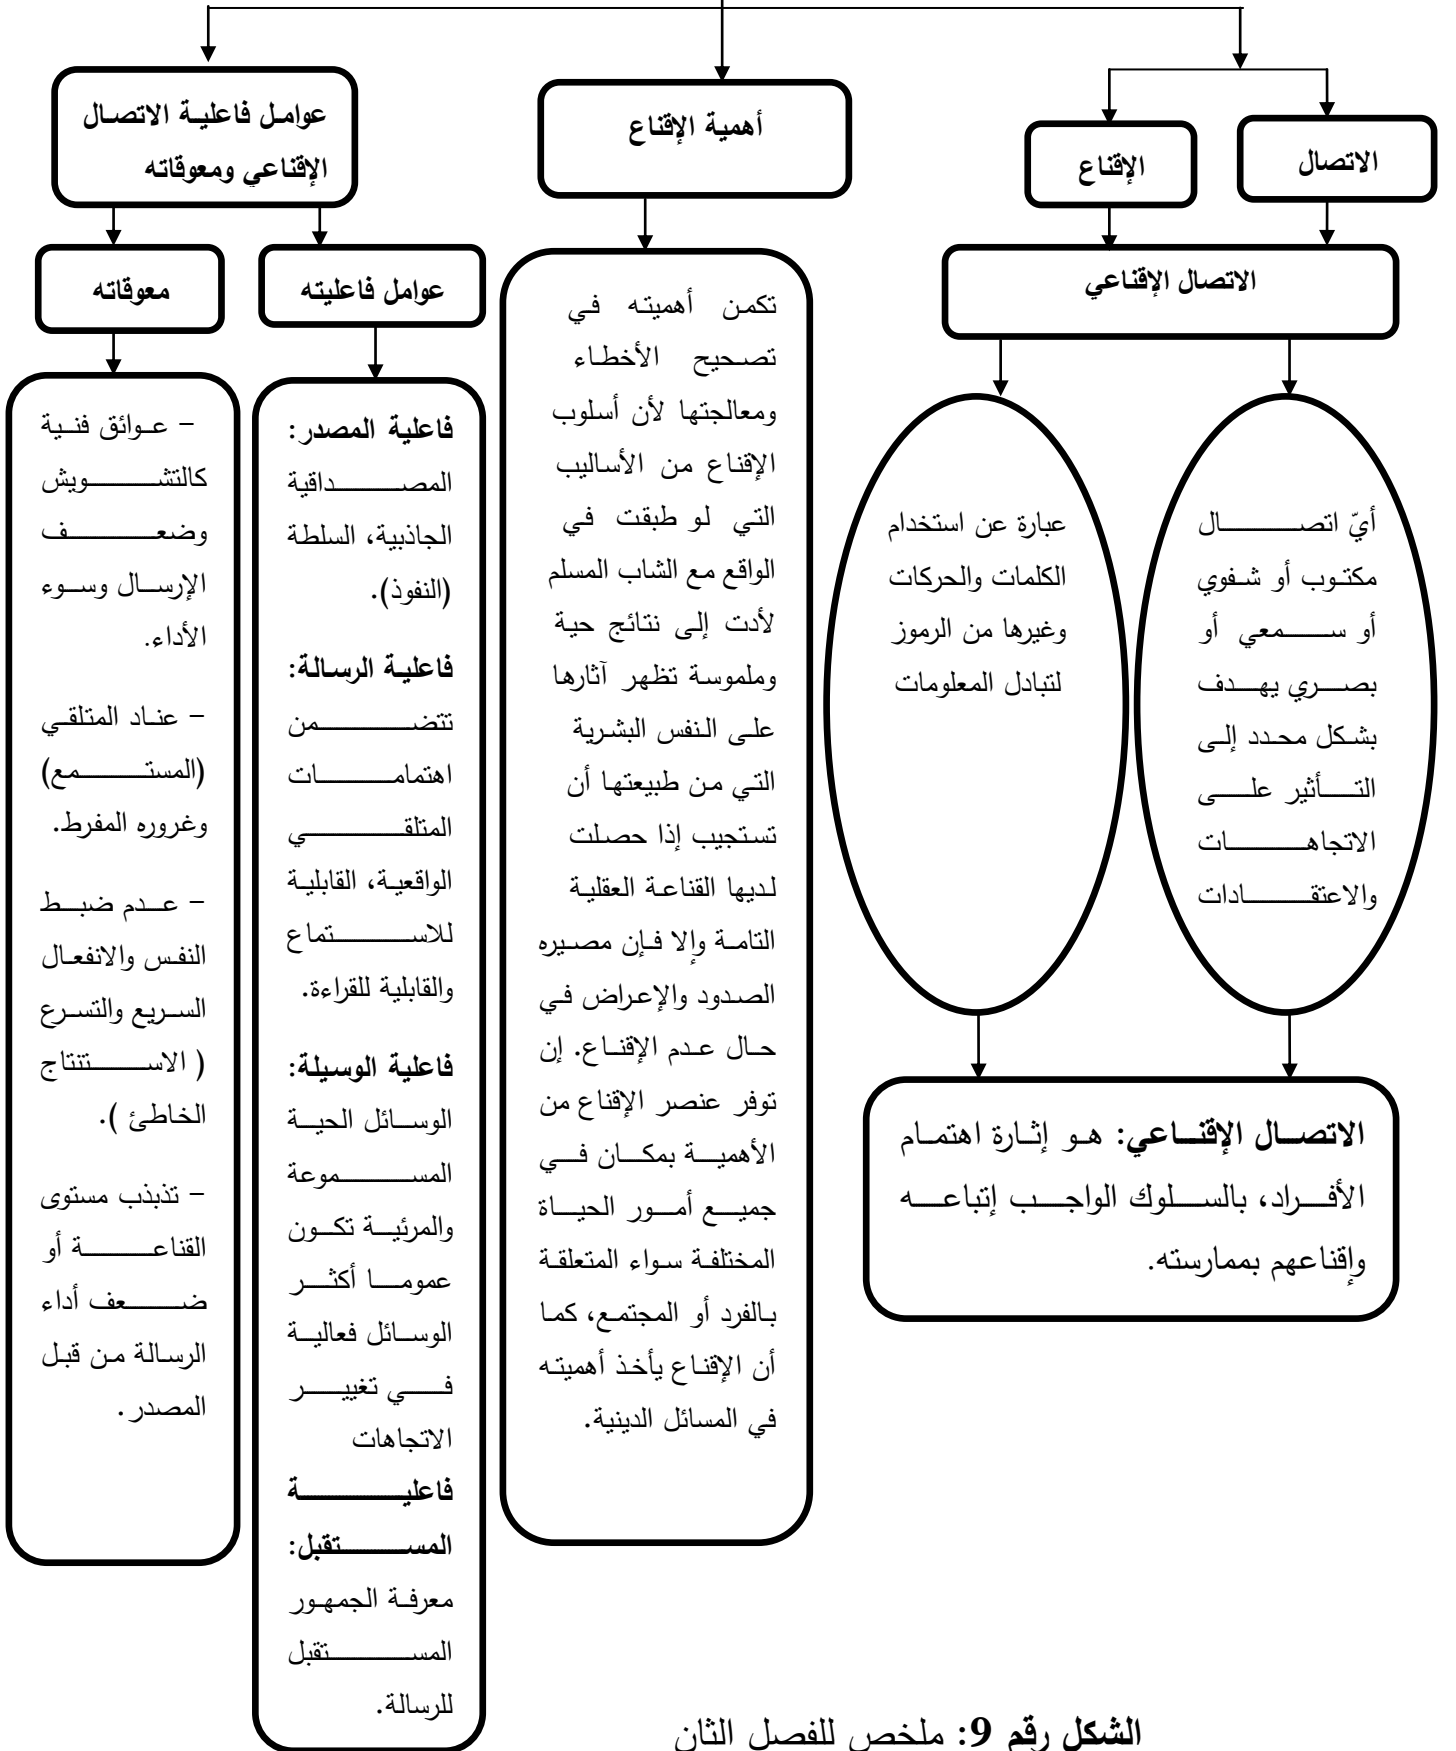 الاتصال
الإقناع
الاتصال الإقناعي
أيّ اتصال
مكتوب أو شفوي
أو سمعي أو
بصري يهدف
بشكل محدد إلى
التأثير على
الاتجاهات
والاعتقادات
عبارة عن استخدام
الكلمات والحركات
وغيرها من الرموز
لتبادل المعلومات
الاتصال الإقناعي: هو إثارة اهتمام
الأفراد، بالسلوك الواجب إتباعه
وإقناعهم بممارسته.
أهمية الإقناع
تكمن أهميته في
تصحيح الأخطاء
ومعالجتها لأن أسلوب
الإقناع من الأساليب
التي لو طبقت في
الواقع مع الشاب المسلم
لأدت إلى نتائج حية
وملموسة تظهر آثارها
على النفس البشرية
التي من طبيعتها أن
تستجيب إذا حصلت
لديها القناعة العقلية
التامة وإلا فإن مصيره
الصدود والإعراض في
حال عدم الإقناع. إن
توفر عنصر الإقناع من
الأهمية بمكان في
جميع أمور الحياة
المختلفة سواء المتعلقة
بالفرد أو المجتمع، كما
أن الإقناع يأخذ أهميته
في المسائل الدينية.
عوامل فاعلية الاتصال
الإقناعي ومعوقاته
عوامل فاعليته
فاعلية المصدر:
المصداقية
الجاذبية، السلطة
(النفوذ).
فاعلية الرسالة:
تتضمن
اهتمامات
المتلقي
الواقعية، القابلية
للاستماع
والقابلية للقراءة.
فاعلية الوسيلة:
الوسائل الحية
المسموعة
والمرئية تكون
عموما أكثر
الوسائل فعالية
في تغيير
الاتجاهات
فاعلية
المستقبل:
معرفة الجمهور
المستقبل
للرسالة.
معوقاته
- عوائق فنية
كالتشويش
وضعف
الإرسال وسوء
الأداء.
- عناد المتلقي
(المستمع)
وغروره المفرط.
- عدم ضبط
النفس والانفعال
السريع والتسرع
( الاستنتاج
الخاطئ ).
- تذبذب مستوى
القناعة أو
ضعف أداء
الرسالة من قبل
المصدر.
الشكل رقم 9: ملخص للفصل الثان